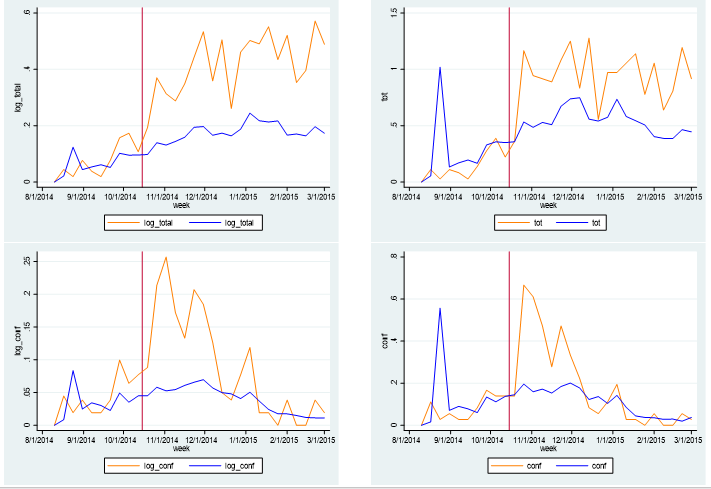 log_total
.6
.4
.2
0
8/1/2014 9/1/2014 10/1/2014 11/1/2014 12/1/2014 1/1/2015 2/1/2015 3/1/2015
week
log_total log_total
tot
1.5
1
.5
0
8/1/2014 9/1/2014 10/1/2014 11/1/2014 12/1/2014 1/1/2015 2/1/2015 3/1/2015
week
tot tot
log_conf
.25
.2
.15
.1
.05
0
8/1/2014 9/1/2014 10/1/2014 11/1/2014 12/1/2014 1/1/2015 2/1/2015 3/1/2015
week
log_conf log_conf
conf
.8
.6
.4
.2
0
8/1/2014 9/1/2014 10/1/2014 11/1/2014 12/1/2014 1/1/2015 2/1/2015 3/1/2015
week
conf conf